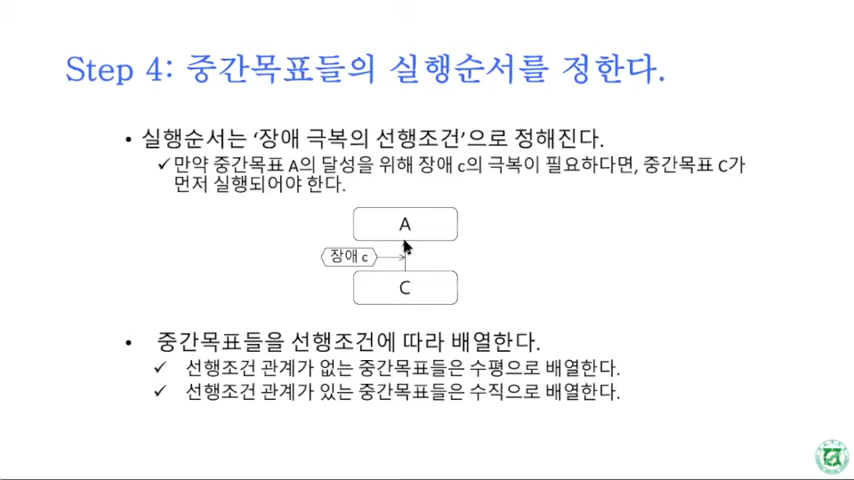 Step 4: 중간목표들의 실행순서를 정한다.
• 실행순서는 ‘장애 극복의 선행조건’으로 정해진다.
✓만약 중간목표 A의 달성을 위해 장애 c의 극복이 필요하다면, 중간목표 C가
먼저 실행되어야 한다.
A
장애 c
C
• 중간목표들을 선행조건에 따라 배열한다.
✓ 선행조건 관계가 없는 중간목표들은 수평으로 배열한다.
✓ 선행조건 관계가 있는 중간목표들은 수직으로 배열한다.